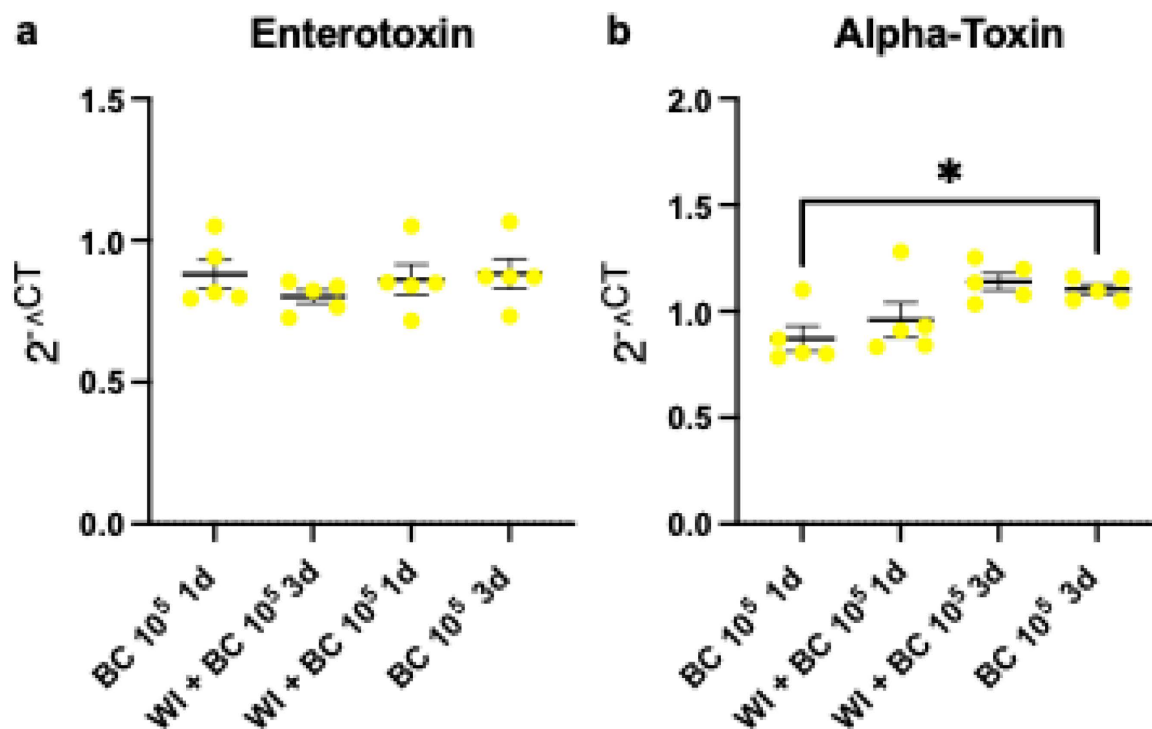 a Enterotoxin
1.5
1.0
0.5
0.0
2⁻^CT
BC 10⁵ 1d
WI + BC 10⁵ 3d
WI + BC 10⁵ 1d
BC 10⁵ 3d
b Alpha-Toxin
2.0
1.5
1.0
0.5
0.0
2⁻^CT
*
BC 10⁵ 1d
WI + BC 10⁵ 1d
WI + BC 10⁵ 3d
BC 10⁵ 3d